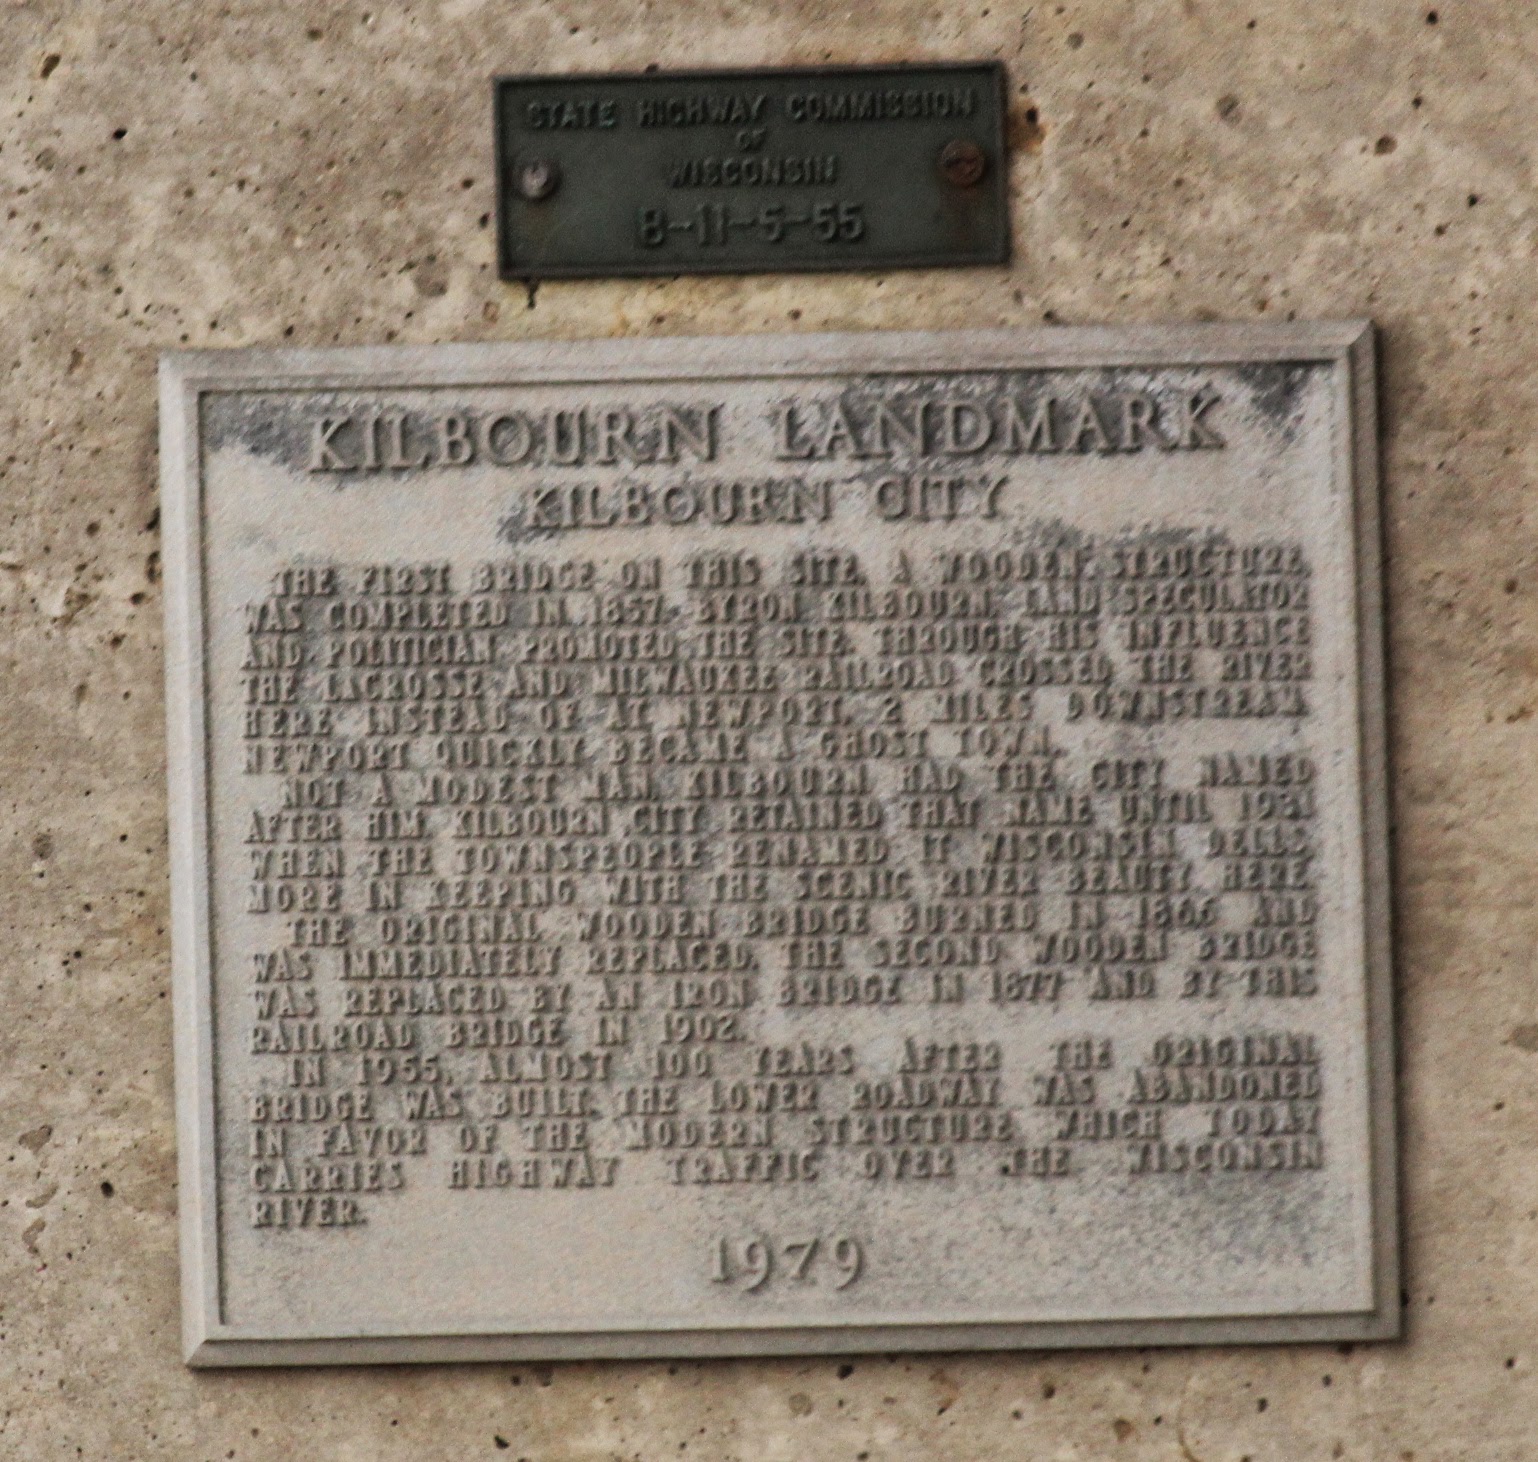 STATE HIGHWAY COMMISSION
OF
WISCONSIN
B-11-5-55
KILBOURN LANDMARK
KILBOURN CITY
THE FIRST BRIDGE ON THIS SITE, A WOODEN STRUCTURE,
WAS COMPLETED IN 1857. BYRON KILBOURN, LAND SPECULATOR
AND POLITICIAN PROMOTED THE SITE. THROUGH HIS INFLUENCE
THE LACROSSE AND MILWAUKEE RAILROAD CROSSED THE RIVER
HERE INSTEAD OF AT NEWPORT, 2 MILES DOWNSTREAM.
NEWPORT QUICKLY BECAME A GHOST TOWN.
NOT A MODEST MAN, KILBOURN HAD THE CITY NAMED
AFTER HIM. KILBOURN CITY RETAINED THAT NAME UNTIL 1931
WHEN THE TOWNSPEOPLE RENAMED IT WISCONSIN DELLS,
MORE IN KEEPING WITH THE SCENIC RIVER BEAUTY HERE.
THE ORIGINAL WOODEN BRIDGE BURNED IN 1866 AND
WAS IMMEDIATELY REPLACED. THE SECOND WOODEN BRIDGE
WAS REPLACED BY AN IRON BRIDGE IN 1877 AND BY THIS
RAILROAD BRIDGE IN 1902.
IN 1955, ALMOST 100 YEARS AFTER THE ORIGINAL
BRIDGE WAS BUILT, THE LOWER ROADWAY WAS ABANDONED
IN FAVOR OF THE MODERN STRUCTURE WHICH TODAY
CARRIES HIGHWAY TRAFFIC OVER THE WISCONSIN
RIVER.
1979